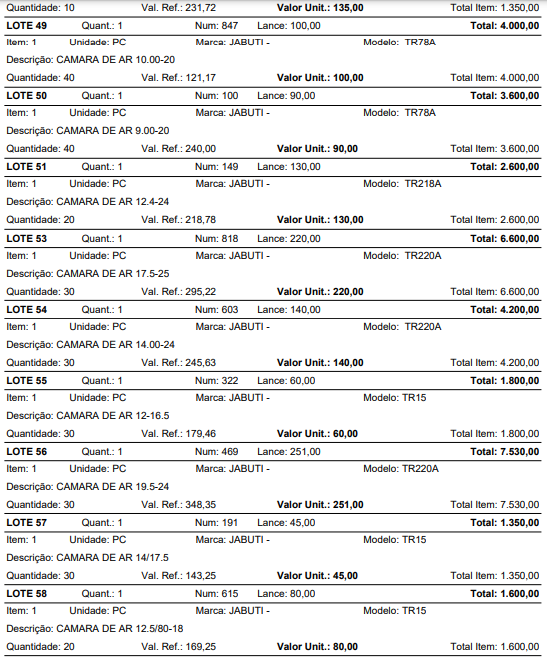 Quantidade: 10 Val. Ref.: 231,72 Valor Unit.: 135,00 Total Item: 1.350,00
LOTE 49 Quant.: 1 Num: 847 Lance: 100,00 Total: 4.000,00
Item: 1 Unidade: PC Marca: JABUTI - Modelo: TR78A
Descrição: CAMARA DE AR 10.00-20
Quantidade: 40 Val. Ref.: 121,17 Valor Unit.: 100,00 Total Item: 4.000,00
LOTE 50 Quant.: 1 Num: 100 Lance: 90,00 Total: 3.600,00
Item: 1 Unidade: PC Marca: JABUTI - Modelo: TR78A
Descrição: CAMARA DE AR 9.00-20
Quantidade: 40 Val. Ref.: 240,00 Valor Unit.: 90,00 Total Item: 3.600,00
LOTE 51 Quant.: 1 Num: 149 Lance: 130,00 Total: 2.600,00
Item: 1 Unidade: PC Marca: JABUTI - Modelo: TR218A
Descrição: CAMARA DE AR 12.4-24
Quantidade: 20 Val. Ref.: 218,78 Valor Unit.: 130,00 Total Item: 2.600,00
LOTE 53 Quant.: 1 Num: 818 Lance: 220,00 Total: 6.600,00
Item: 1 Unidade: PC Marca: JABUTI - Modelo: TR220A
Descrição: CAMARA DE AR 17.5-25
Quantidade: 30 Val. Ref.: 295,22 Valor Unit.: 220,00 Total Item: 6.600,00
LOTE 54 Quant.: 1 Num: 603 Lance: 140,00 Total: 4.200,00
Item: 1 Unidade: PC Marca: JABUTI - Modelo: TR220A
Descrição: CAMARA DE AR 14.00-24
Quantidade: 30 Val. Ref.: 245,63 Valor Unit.: 140,00 Total Item: 4.200,00
LOTE 55 Quant.: 1 Num: 322 Lance: 60,00 Total: 1.800,00
Item: 1 Unidade: PC Marca: JABUTI - Modelo: TR15
Descrição: CAMARA DE AR 12-16.5
Quantidade: 30 Val. Ref.: 179,46 Valor Unit.: 60,00 Total Item: 1.800,00
LOTE 56 Quant.: 1 Num: 469 Lance: 251,00 Total: 7.530,00
Item: 1 Unidade: PC Marca: JABUTI - Modelo: TR220A
Descrição: CAMARA DE AR 19.5-24
Quantidade: 30 Val. Ref.: 348,35 Valor Unit.: 251,00 Total Item: 7.530,00
LOTE 57 Quant.: 1 Num: 191 Lance: 45,00 Total: 1.350,00
Item: 1 Unidade: PC Marca: JABUTI - Modelo: TR15
Descrição: CAMARA DE AR 14/17.5
Quantidade: 30 Val. Ref.: 143,25 Valor Unit.: 45,00 Total Item: 1.350,00
LOTE 58 Quant.: 1 Num: 615 Lance: 80,00 Total: 1.600,00
Item: 1 Unidade: PC Marca: JABUTI - Modelo: TR15
Descrição: CAMARA DE AR 12.5/80-18
Quantidade: 20 Val. Ref.: 169,25 Valor Unit.: 80,00 Total Item: 1.600,00